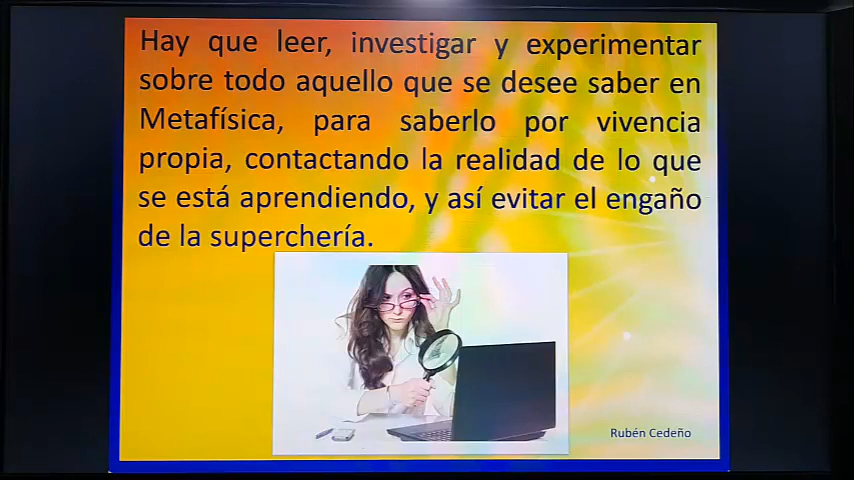 Hay que leer, investigar y experimentar
sobre todo aquello que se desee saber en
Metafísica, para saberlo por vivencia
propia, contactando la realidad de lo que
se está aprendiendo, y así evitar el engaño
de la superchería.
Rubén Cedeño